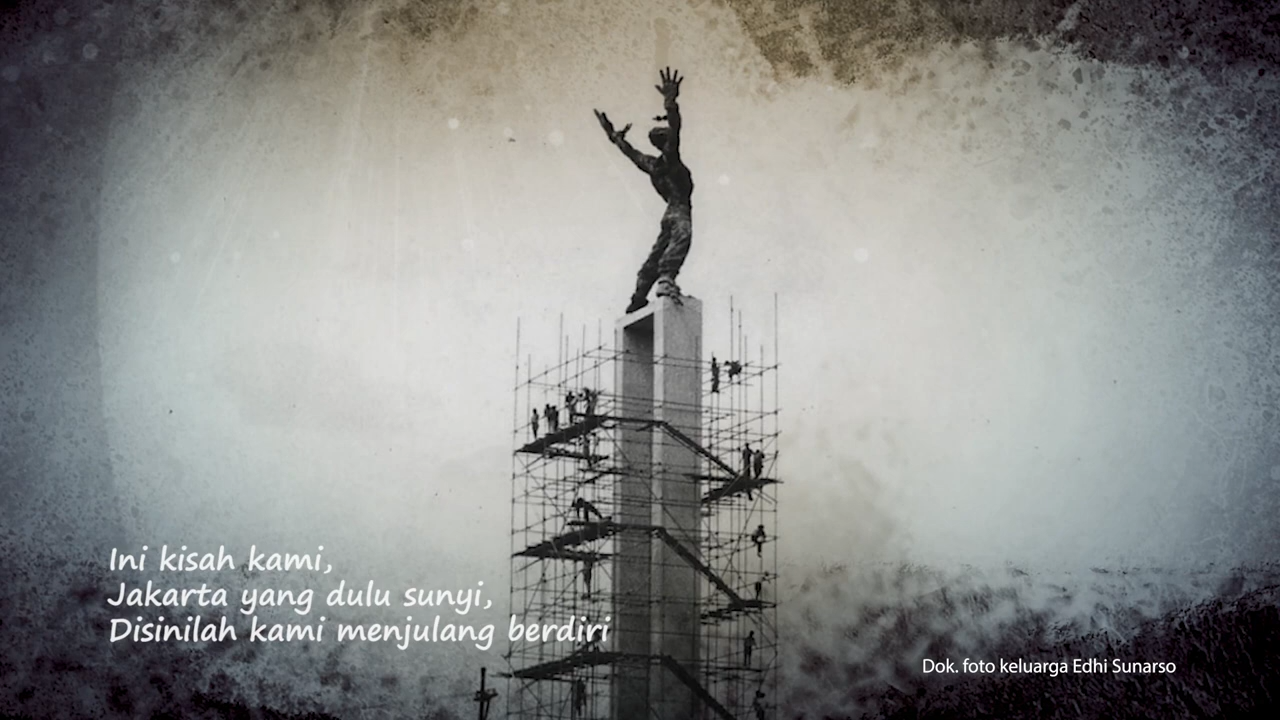 Ini kisah kami,
Jakarta yang dulu sunyi,
Disinilah kami menjulang berdiri
Dok. foto keluarga Edhi Sunarso